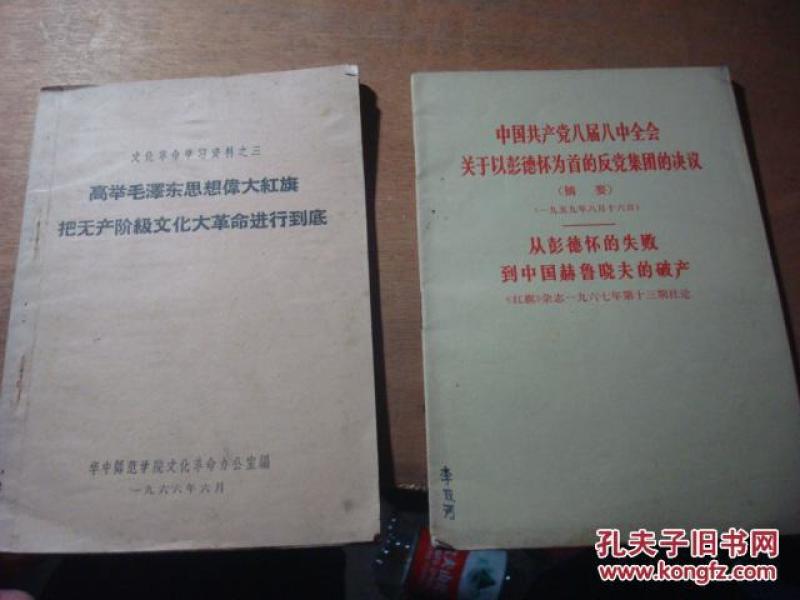 文化革命学习资料之三
高举毛澤东思想偉大紅旗
把无产阶級文化大革命进行到底
华中师范学院文化革命办公室编
一九六六年六月
中国共产党八届八中全会
关于以彭德怀为首的反党集团的决议
（摘 要）
（一九五九年八月十六日）
从彭德怀的失败
到中国赫鲁晓夫的破产
《红旗》杂志一九六七年第十三期社论
孔夫子旧书网
www.kongfz.com